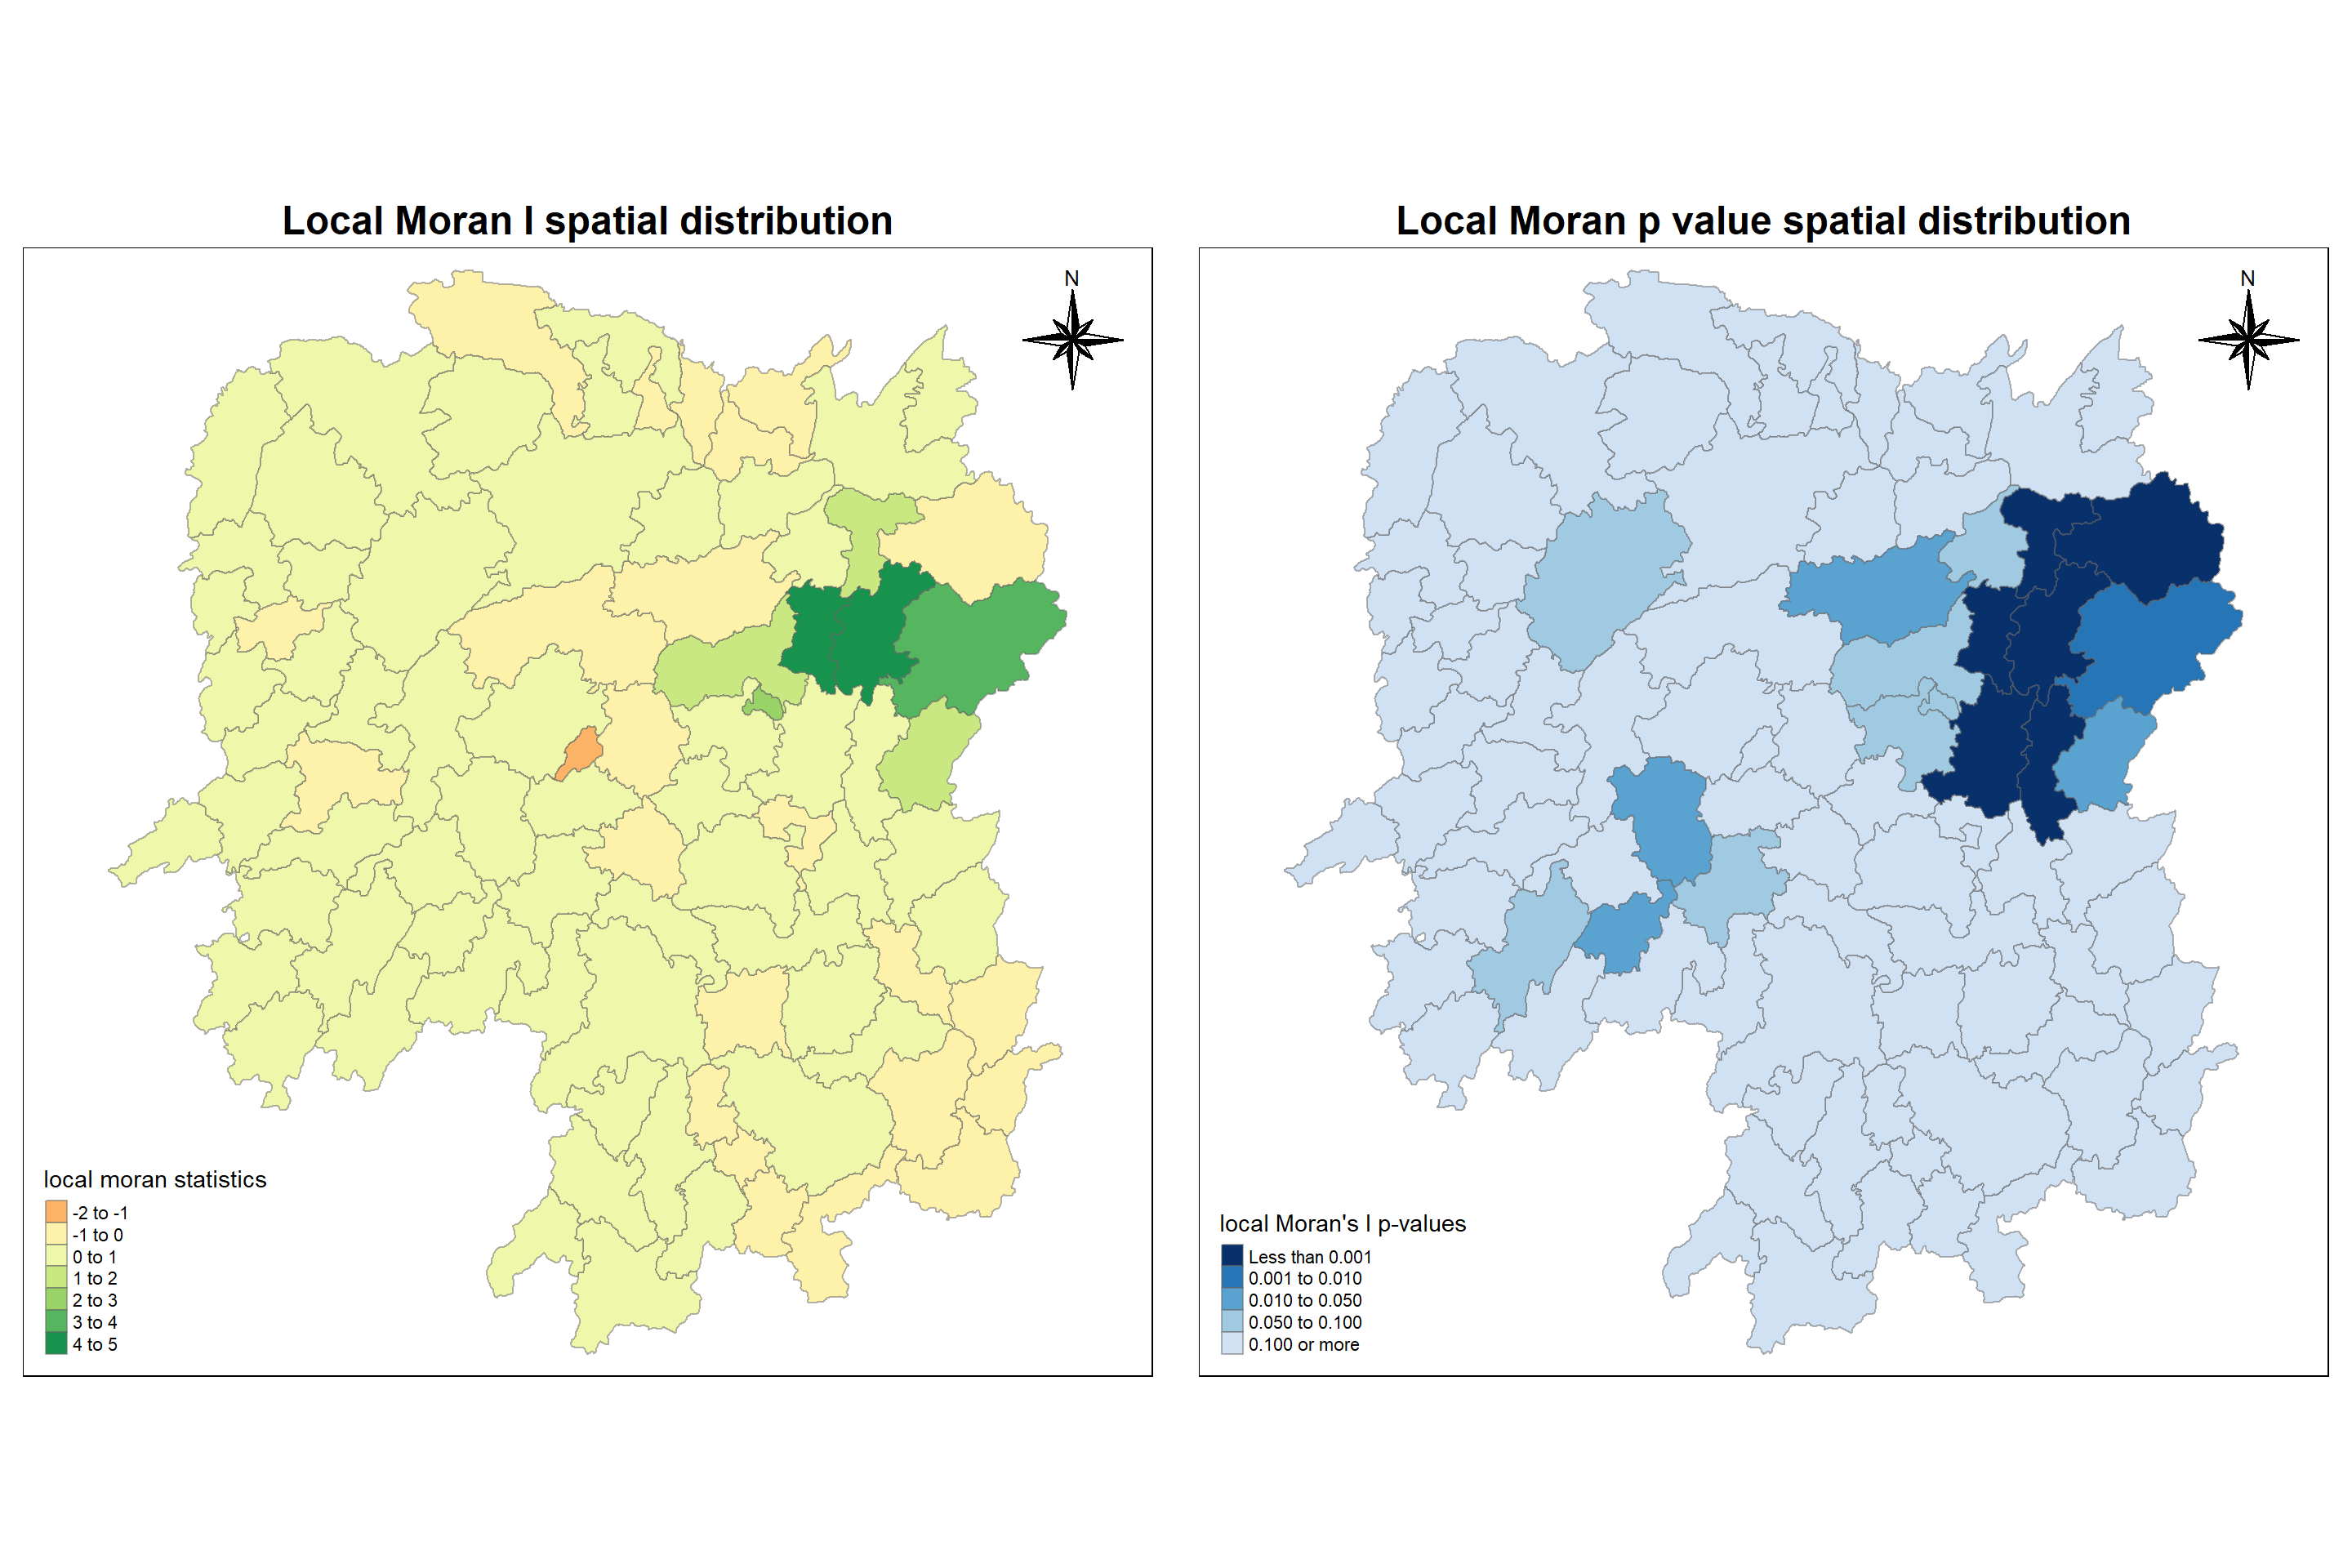 Local Moran I spatial distribution
N
local moran statistics
-2 to -1
-1 to 0
0 to 1
1 to 2
2 to 3
3 to 4
4 to 5
Local Moran p value spatial distribution
N
local Moran's I p-values
Less than 0.001
0.001 to 0.010
0.010 to 0.050
0.050 to 0.100
0.100 or more